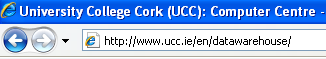 University College Cork (UCC): Computer Centre -
http://www.ucc.ie/en/datawarehouse/